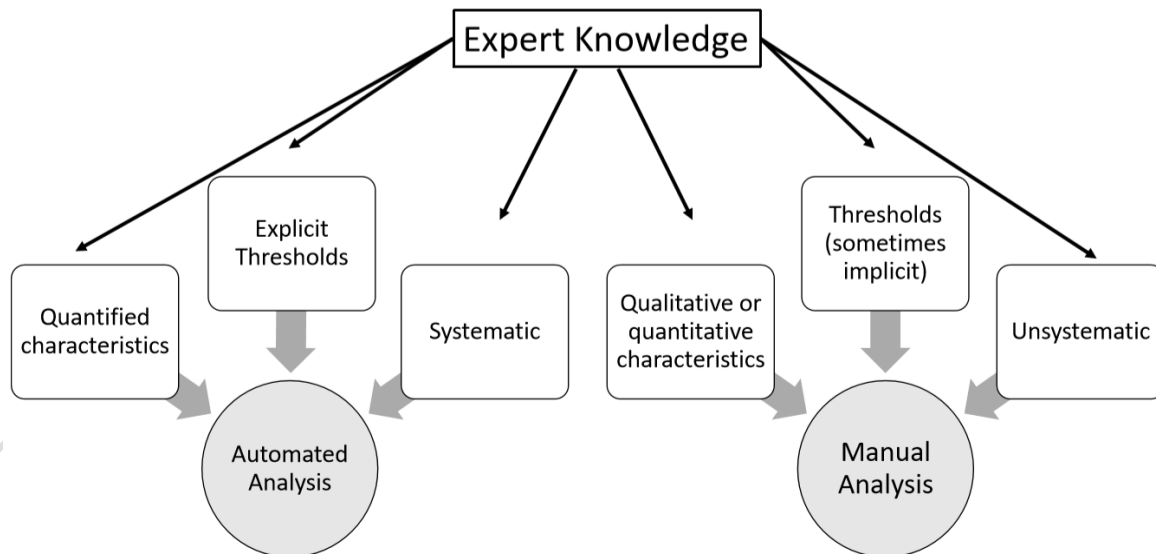 Expert Knowledge
Explicit
Thresholds
Thresholds
(sometimes
implicit)
Quantified
characteristics
Systematic
Qualitative or
quantitative
characteristics
Unsystematic
Automated
Analysis
Manual
Analysis